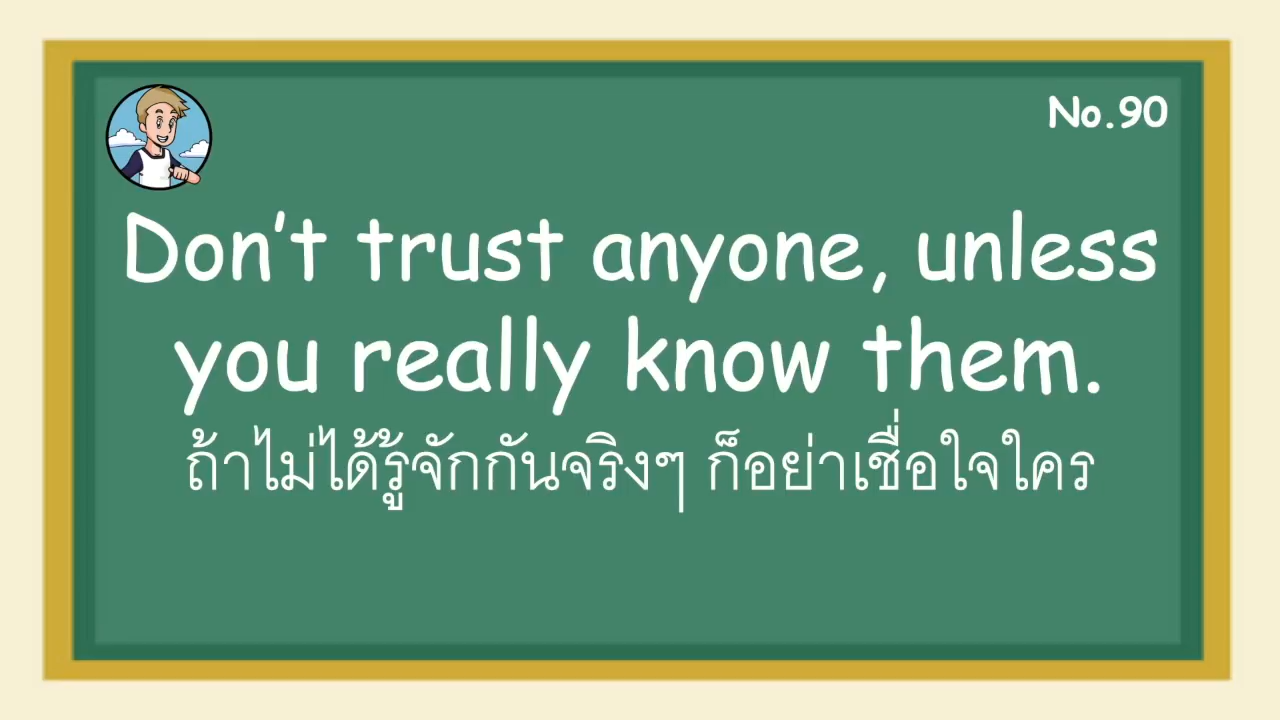 No.90
Don't trust anyone, unless
you really know them.
ถ้าไม่ได้รู้จักกันจริงๆ ก็อย่าเชื่อใจใคร